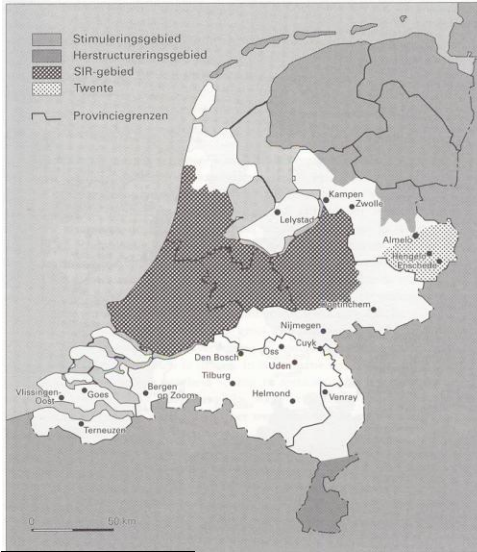 Stimuleringsgebied
Herstructureringsgebied
SIR-gebied
Twente
Provinciegrenzen
Kampen
Zwolle
Lelystad
Almelo
Hengelo
Enschede
Doetinchem
Nijmegen
Cuyk
Oss
Den Bosch
Uden
Tilburg
Bergen
op Zoom
Goes
Vlissingen
Oost
Helmond
Venray
Terneuzen
0 50 km